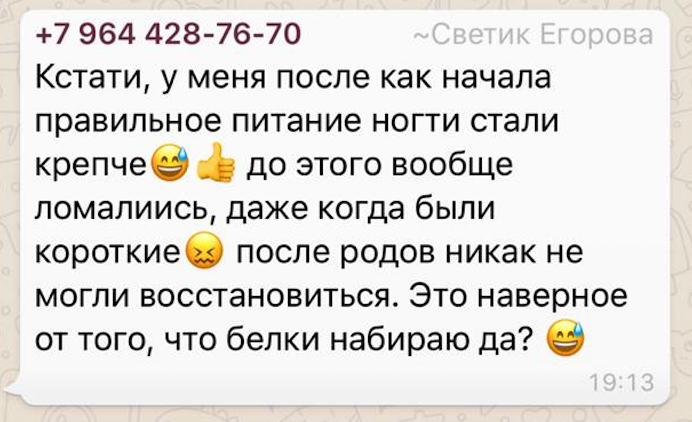 +7 964 428-76-70 ~Светик Егорова
Кстати, у меня после как начала
правильное питание ногти стали
крепче😅👍 до этого вообще
ломалиись, даже когда были
короткие😖 после родов никак не
могли восстановиться. Это наверное
от того, что белки набираю да? 😅
19:13